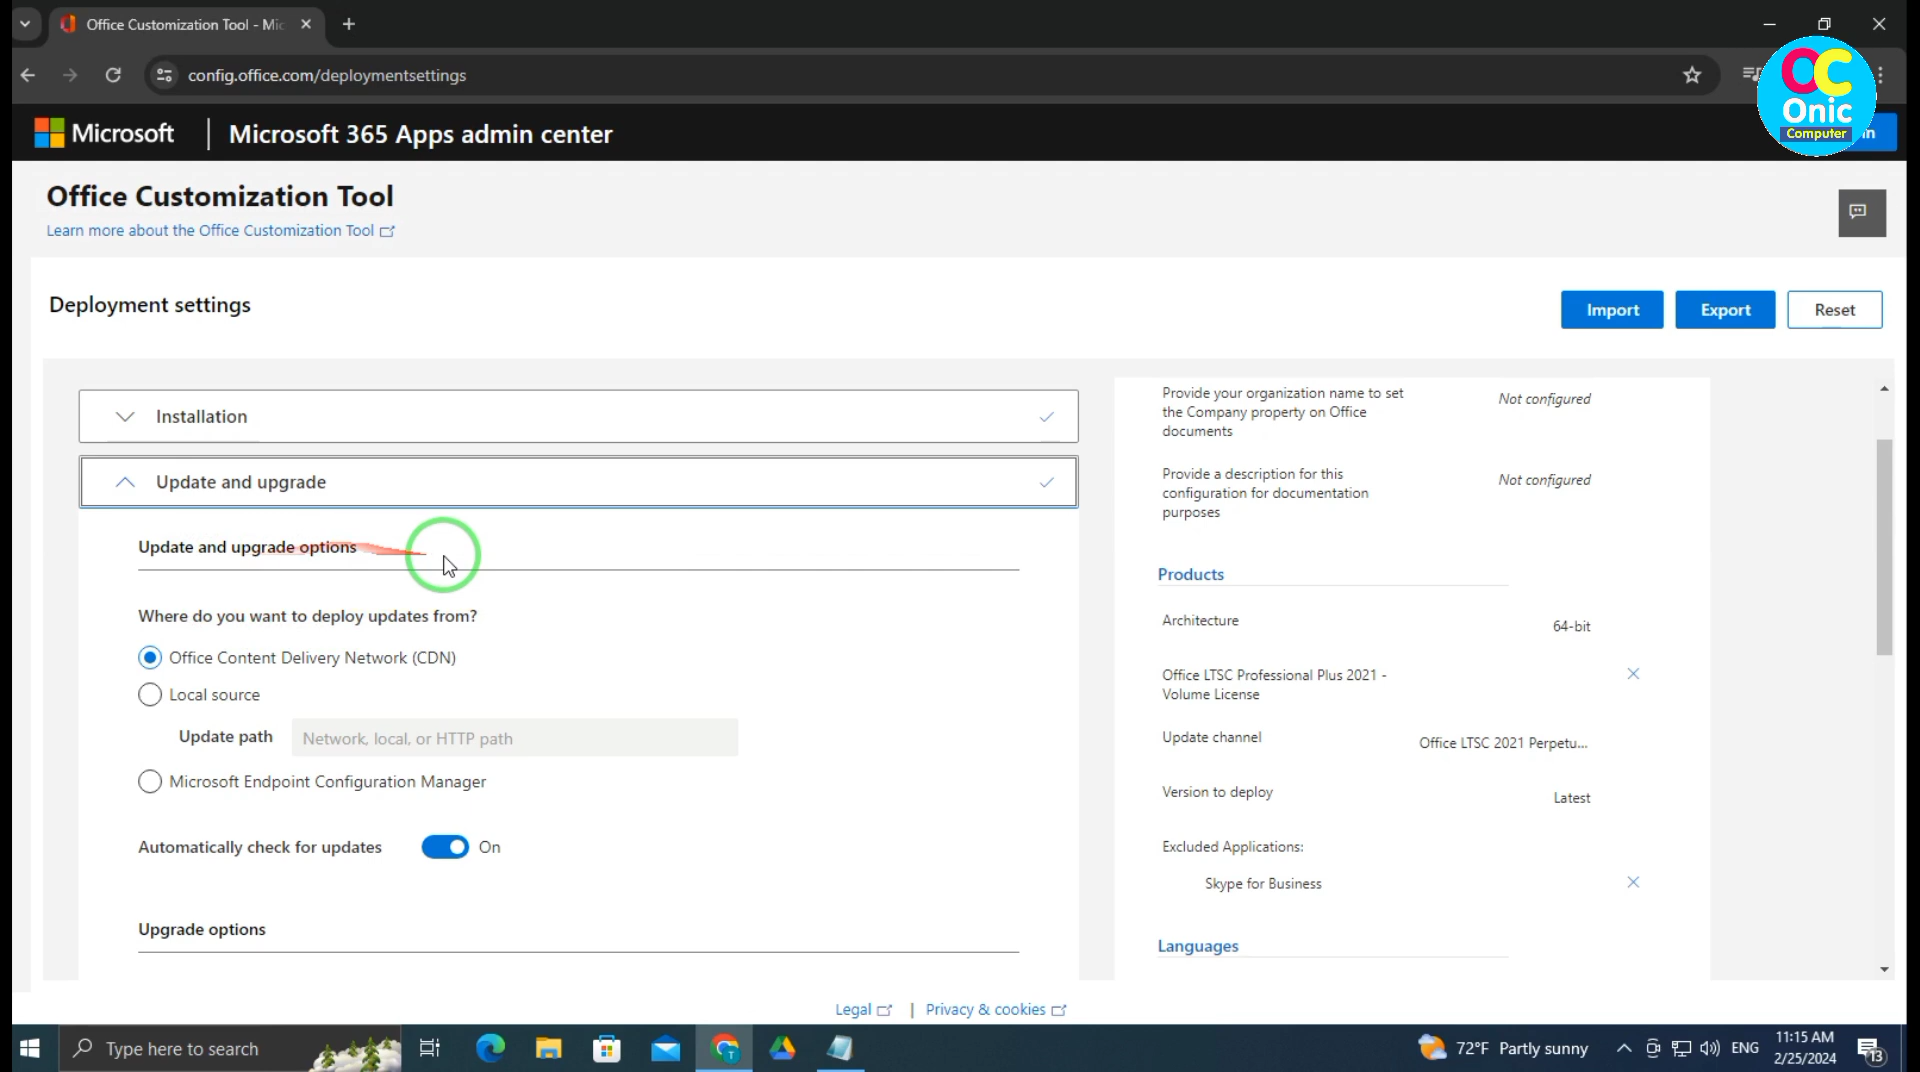 Office Customization Tool - Mic
config.office.com/deploymentsettings
OC
Onic
Computer
Microsoft | Microsoft 365 Apps admin center
in
Office Customization Tool
Learn more about the Office Customization Tool
Deployment settings
Import
Export
Reset
Installation
Update and upgrade
Update and upgrade options
Where do you want to deploy updates from?
Office Content Delivery Network (CDN)
Local source
Update path
Network, local, or HTTP path
Microsoft Endpoint Configuration Manager
Automatically check for updates
On
Upgrade options
Provide your organization name to set
the Company property on Office
documents
Not configured
Provide a description for this
configuration for documentation
purposes
Not configured
Products
Architecture
64-bit
Office LTSC Professional Plus 2021 -
Volume License
Update channel
Office LTSC 2021 Perpetu...
Version to deploy
Latest
Excluded Applications:
Skype for Business
Languages
Legal | Privacy & cookies
Type here to search
72°F Partly sunny
ENG
11:15 AM
2/25/2024
13